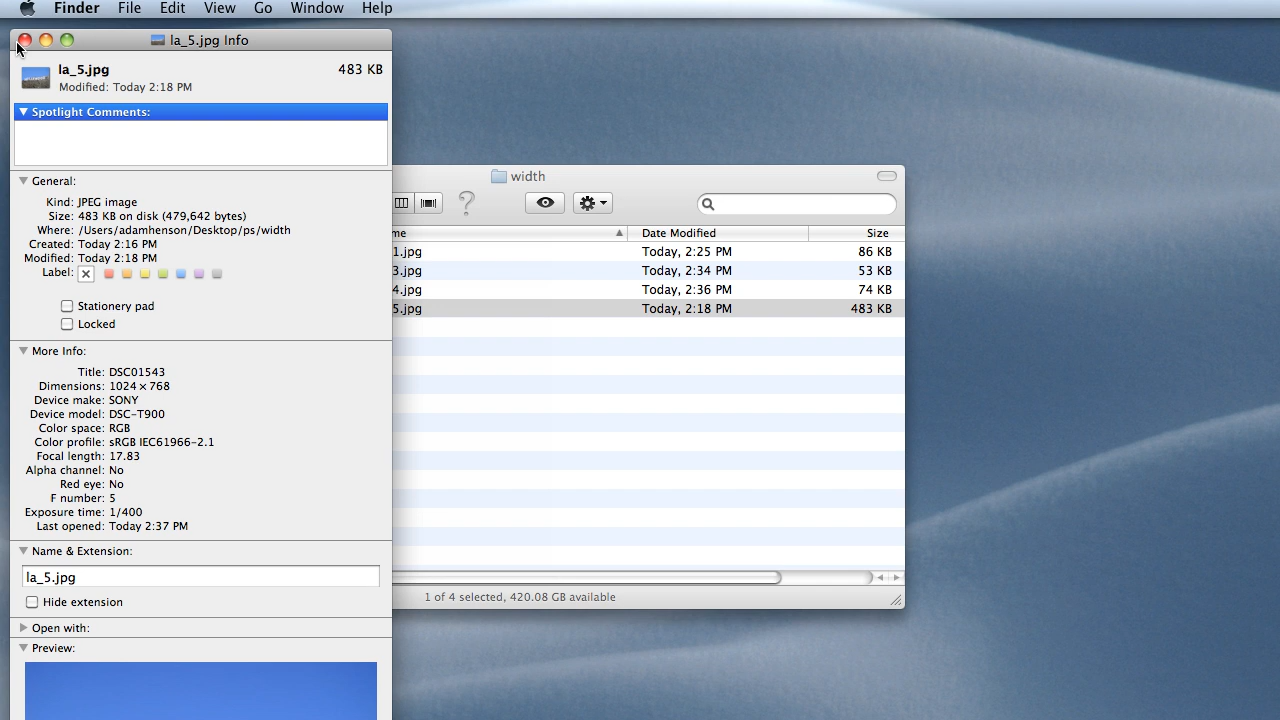 Finder File Edit View Go Window Help
la_5.jpg Info
la_5.jpg 483 KB
Modified: Today 2:18 PM
Spotlight Comments:
General:
Kind: JPEG image
Size: 483 KB on disk (479,642 bytes)
Where: /Users/adamhenson/Desktop/ps/width
Created: Today 2:16 PM
Modified: Today 2:18 PM
Label:
Stationery pad
Locked
More Info:
Title: DSC01543
Dimensions: 1024 × 768
Device make: SONY
Device model: DSC-T900
Color space: RGB
Color profile: sRGB IEC61966-2.1
Focal length: 17.83
Alpha channel: No
Red eye: No
F number: 5
Exposure time: 1/400
Last opened: Today 2:37 PM
Name & Extension:
la_5.jpg
Hide extension
Open with:
Preview:
width
?
me Date Modified Size
1.jpg Today, 2:25 PM 86 KB
3.jpg Today, 2:34 PM 53 KB
4.jpg Today, 2:36 PM 74 KB
5.jpg Today, 2:18 PM 483 KB
1 of 4 selected, 420.08 GB available